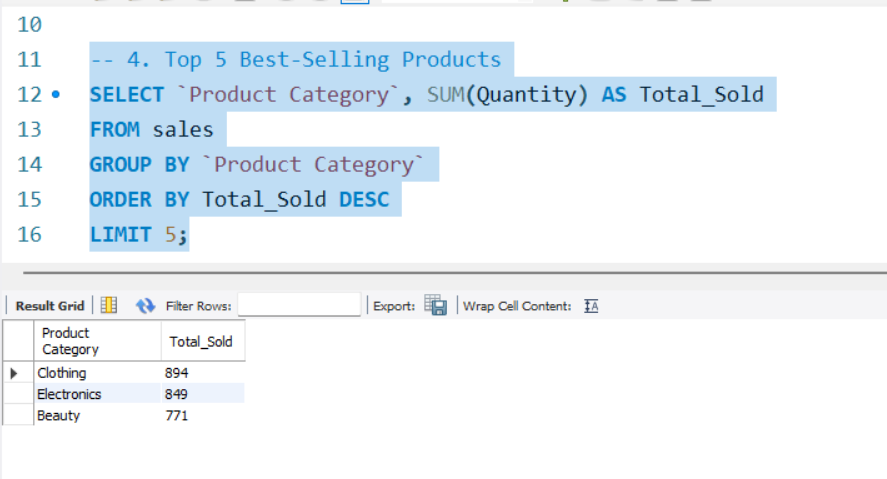 10
11 -- 4. Top 5 Best-Selling Products
12 SELECT `Product Category`, SUM(Quantity) AS Total_Sold
13 FROM sales
14 GROUP BY `Product Category`
15 ORDER BY Total_Sold DESC
16 LIMIT 5;
Result Grid Filter Rows: Export: Wrap Cell Content: IA
Product
Category Total_Sold
Clothing 894
Electronics 849
Beauty 771